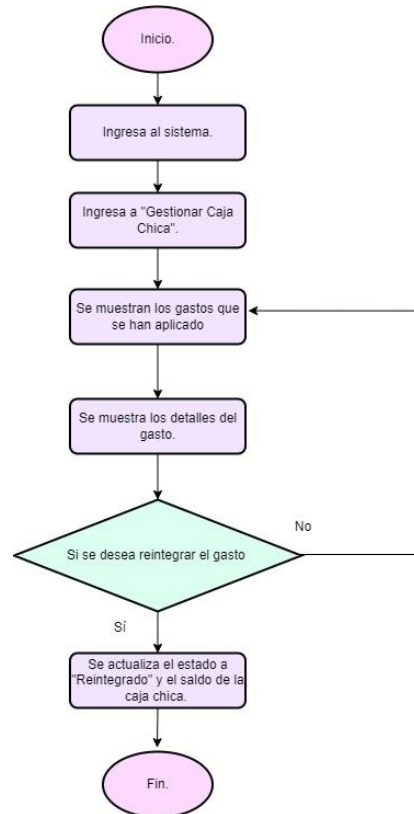 Inicio.
Ingresa al sistema.
Ingresa a "Gestionar Caja
Chica".
Se muestran los gastos que
se han aplicado
Se muestra los detalles del
gasto.
Si se desea reintegrar el gasto
No
Sí
Se actualiza el estado a
"Reintegrado" y el saldo de la
caja chica.
Fin.